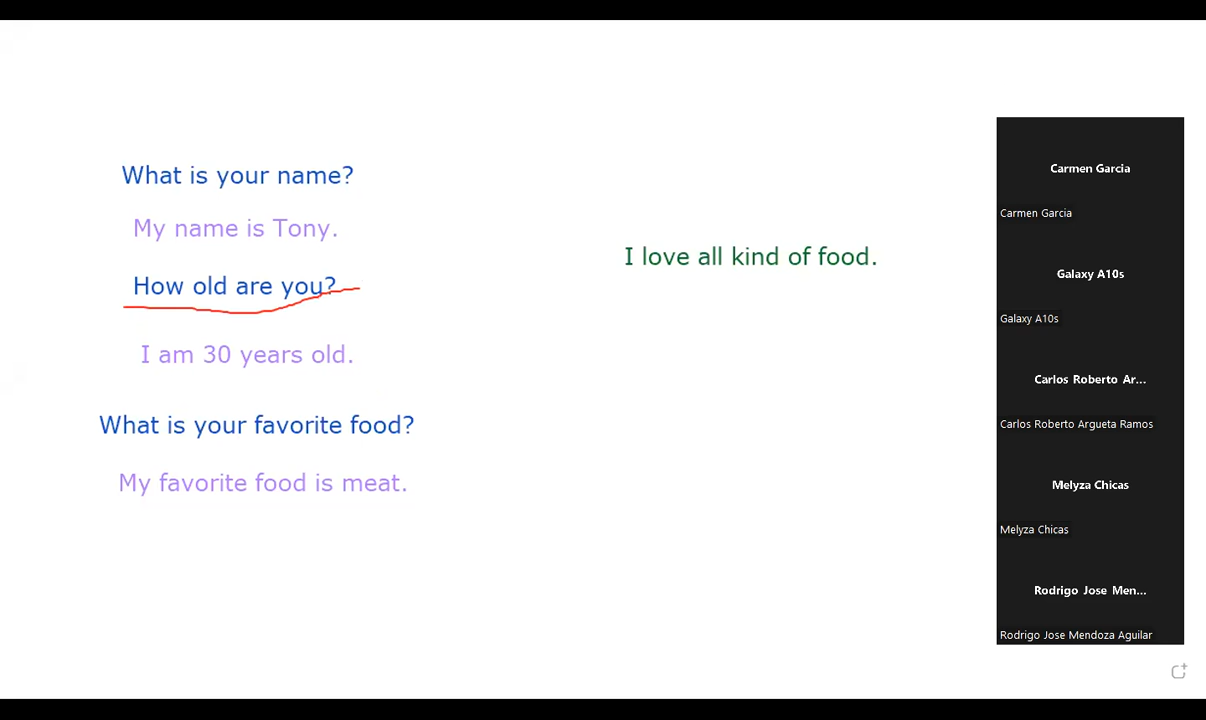 What is your name?
My name is Tony.
How old are you?
I am 30 years old.
What is your favorite food?
My favorite food is meat.
I love all kind of food.
Carmen Garcia
Carmen Garcia
Galaxy A10s
Galaxy A10s
Carlos Roberto Ar...
Carlos Roberto Argueta Ramos
Melyza Chicas
Melyza Chicas
Rodrigo Jose Men...
Rodrigo Jose Mendoza Aguilar